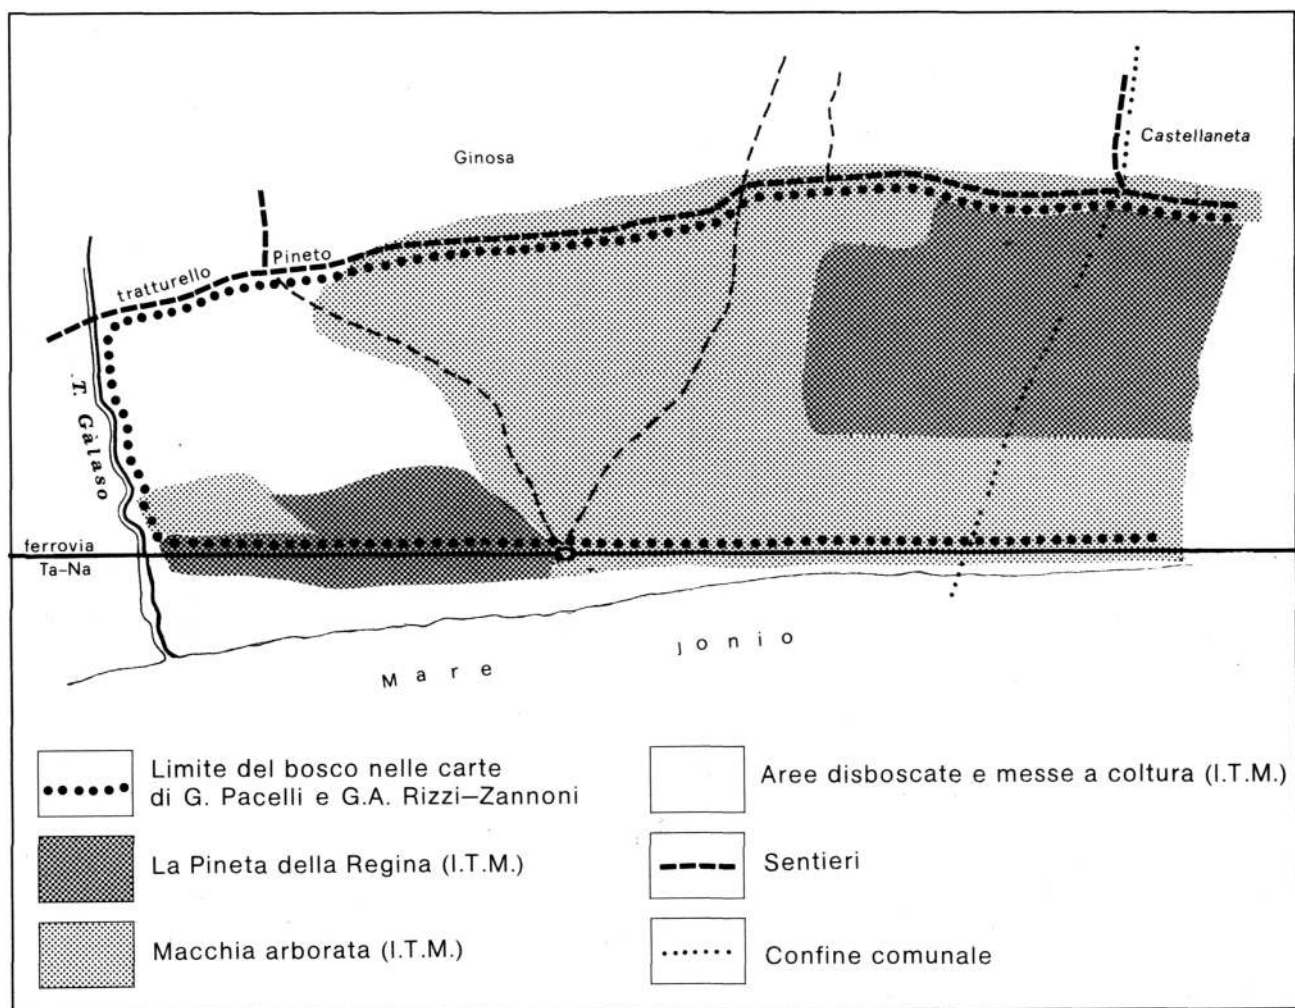 Ginosa
Castellaneta
tratturello Pineto
T. Gàlaso
ferrovia
Ta-Na
Mare jonio
Limite del bosco nelle carte
di G. Pacelli e G.A. Rizzi-Zannoni
La Pineta della Regina (I.T.M.)
Macchia arborata (I.T.M.)
Aree disboscate e messe a coltura (I.T.M.)
Sentieri
Confine comunale